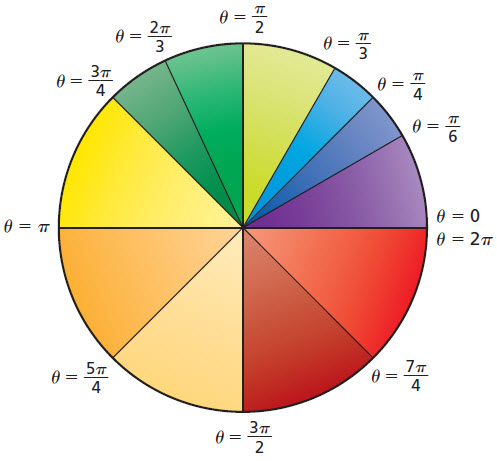 θ = π/2
θ = 2π/3
θ = π/3
θ = 3π/4
θ = π/4
θ = π/6
θ = π
θ = 0
θ = 2π
θ = 5π/4
θ = 7π/4
θ = 3π/2